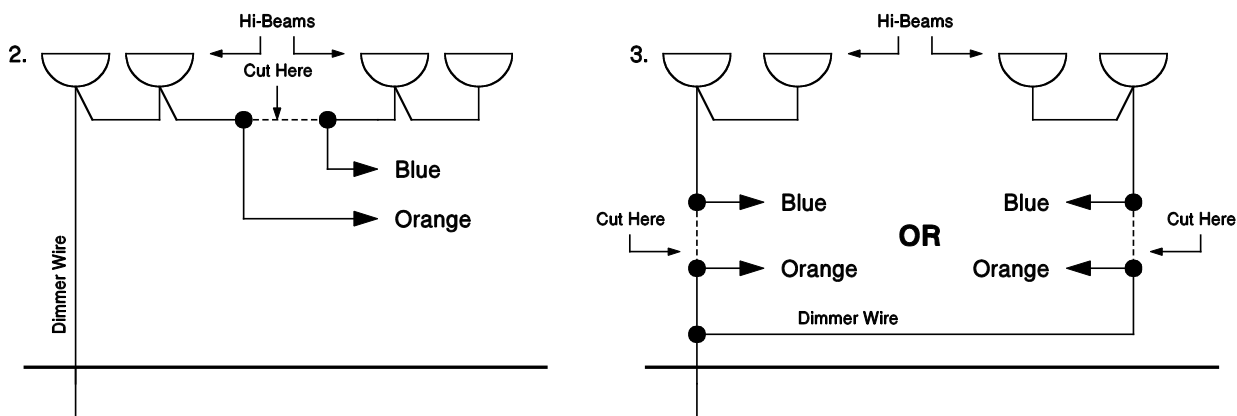 2.
Hi-Beams
Cut Here
Blue
Orange
Dimmer Wire
3.
Hi-Beams
Blue
Blue
Cut Here
Cut Here
OR
Orange
Orange
Dimmer Wire